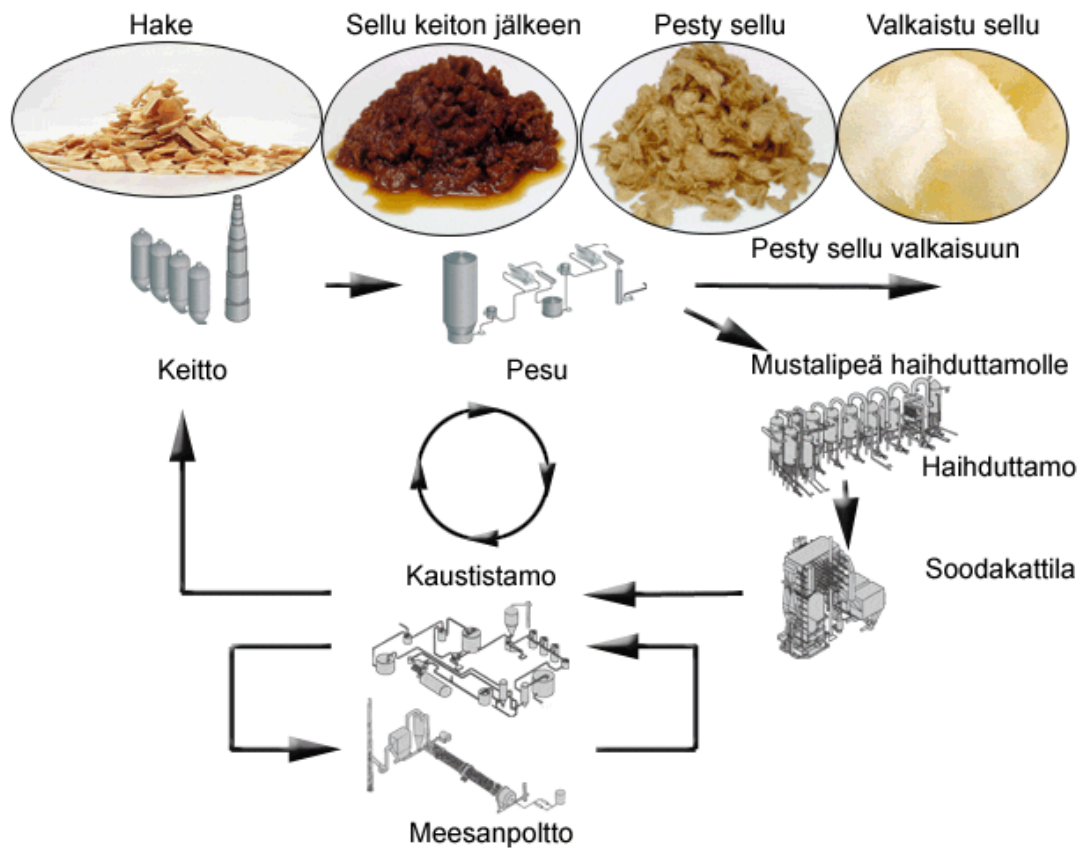 Hake
Sellu keiton jälkeen
Pesty sellu
Valkaistu sellu
Pesty sellu valkaisuun
Keitto
Pesu
Mustalipeä haihduttamolle
Haihduttamo
Soodakattila
Kaustistamo
Meesanpoltto